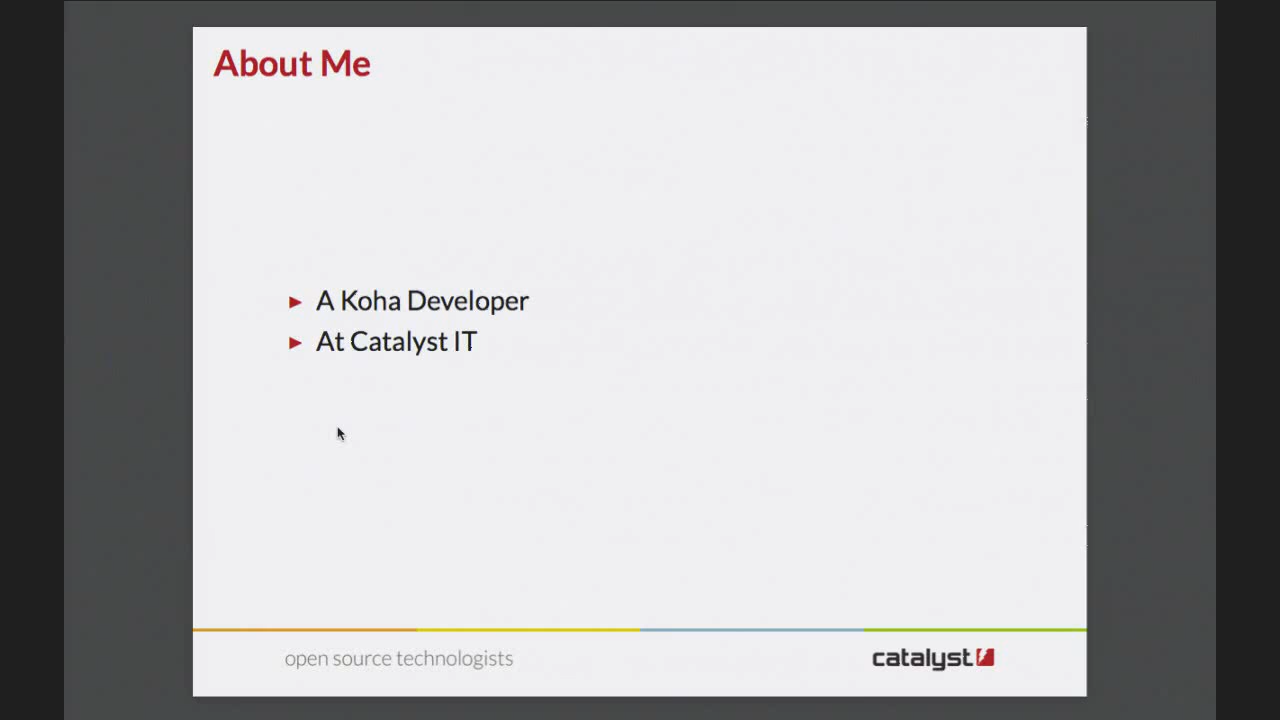 About Me
A Koha Developer
At Catalyst IT
open source technologists
catalyst